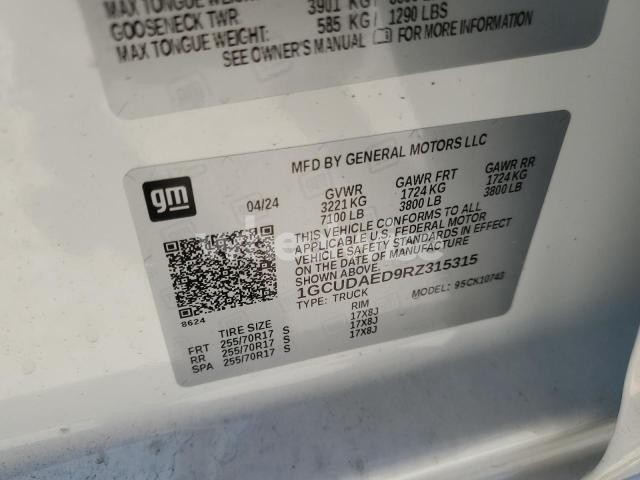 MAX TONGUE WEIGHT:
GOOSENECK TWR: 3901 KG /
MAX TONGUE WEIGHT: 585 KG / 1290 LBS
SEE OWNER'S MANUAL FOR MORE INFORMATION
MFD BY GENERAL MOTORS LLC
gm
04/24 GVWR GAWR FRT GAWR RR
3221 KG 1724 KG 1724 KG
7100 LB 3800 LB 3800 LB
THIS VEHICLE CONFORMS TO ALL
APPLICABLE U.S. FEDERAL MOTOR
VEHICLE SAFETY STANDARDS IN
EFFECT ON THE DATE OF MANUFACTURE
SHOWN ABOVE.
1GCUDAED9RZ315315
TYPE: TRUCK MODEL: 95CK10743
8624
TIRE SIZE RIM
FRT 255/70R17 S 17X8J
RR 255/70R17 S 17X8J
SPA 255/70R17 S 17X8J